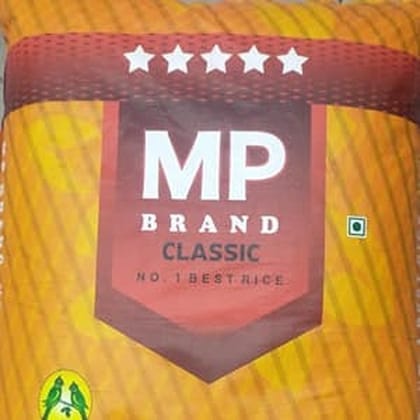 MP
BRAND
CLASSIC
NO. 1 BEST RICE